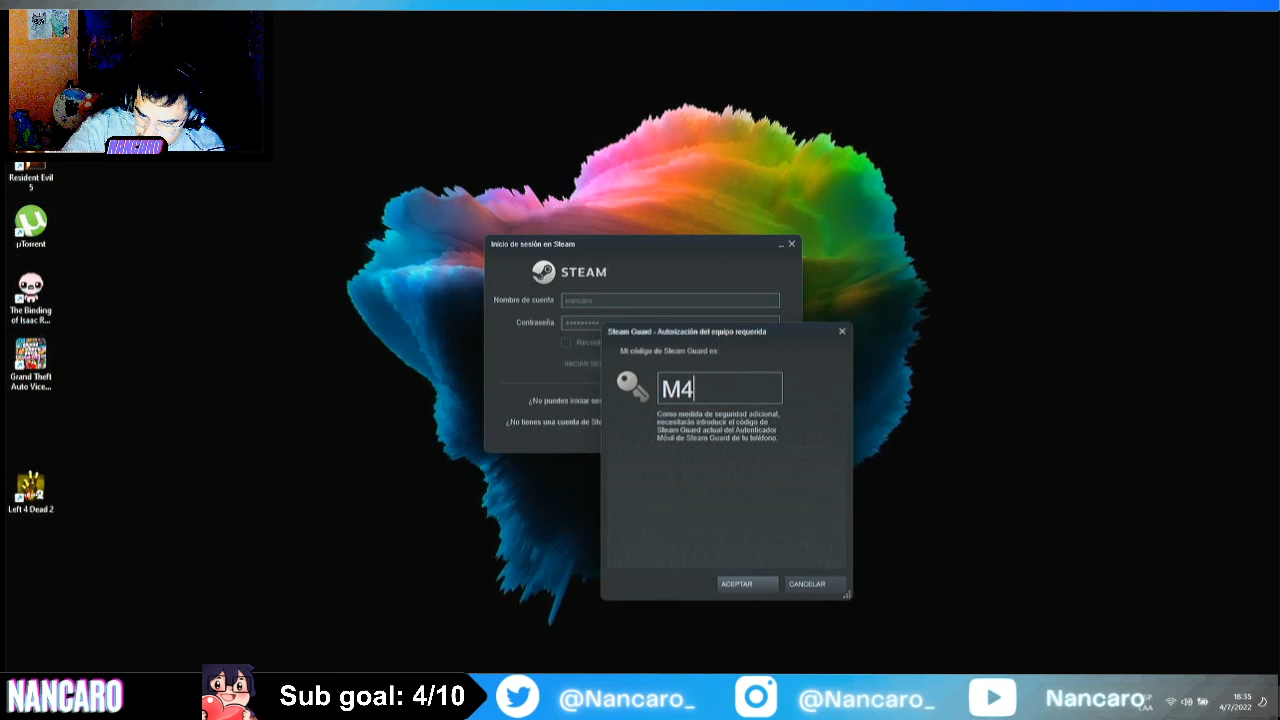 NANCARO
Resident Evil
5
µTorrent
The Binding
of Isaac R...
Grand Theft
Auto Vice...
Left 4 Dead 2
Inicio de sesión en Steam
STEAM
Nombre de cuenta
nancaro
Contraseña
*********
INICIAR SE
¿No puedes iniciar ses
¿No tienes una cuenta de Ste
Steam Guard - Autorización del equipo requerida
Mi código de Steam Guard es:
M4
Como medida de seguridad adicional,
necesitarás introducir el código de
Steam Guard actual del Autenticador
Móvil de Steam Guard de tu teléfono.
ACEPTAR
CANCELAR
NANCARO
Sub goal: 4/10
@Nancaro_
@Nancaro_
Nancaro
18:35
4/7/2022